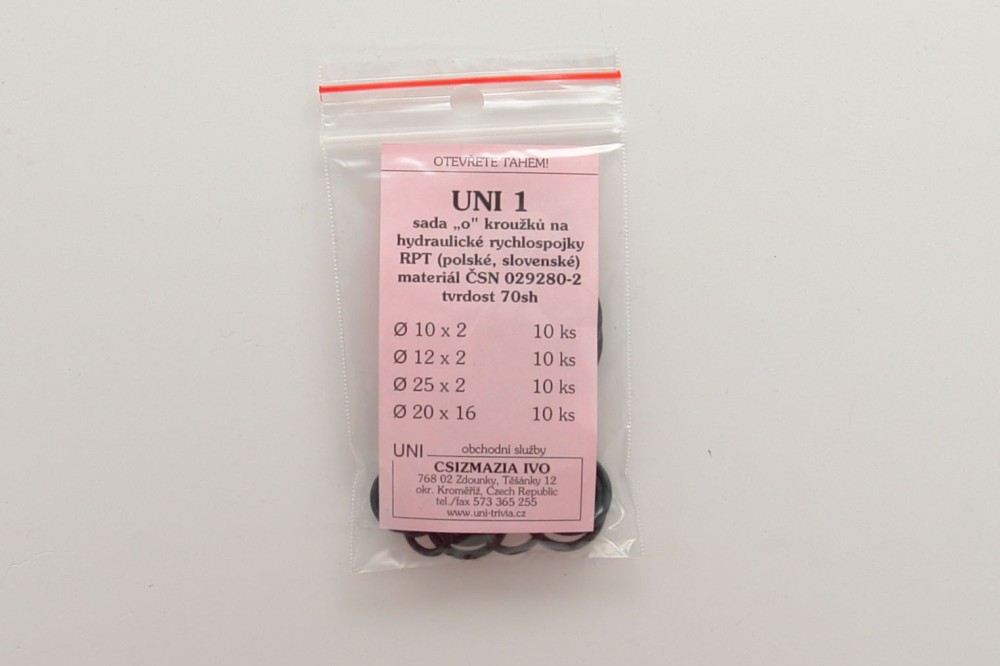 OTEVŘETE TAHEM!
UNI 1
sada „o" kroužků na
hydraulické rychlospojky
RPT (polské, slovenské)
materiál ČSN 029280-2
tvrdost 70sh
Ø 10 x 2 10 ks
Ø 12 x 2 10 ks
Ø 25 x 2 10 ks
Ø 20 x 16 10 ks
UNI obchodní služby
CSIZMAZIA IVO
768 02 Zdounky, Těšánky 12
okr. Kroměříž, Czech Republic
tel./fax 573 365 255
www.uni-trivia.cz